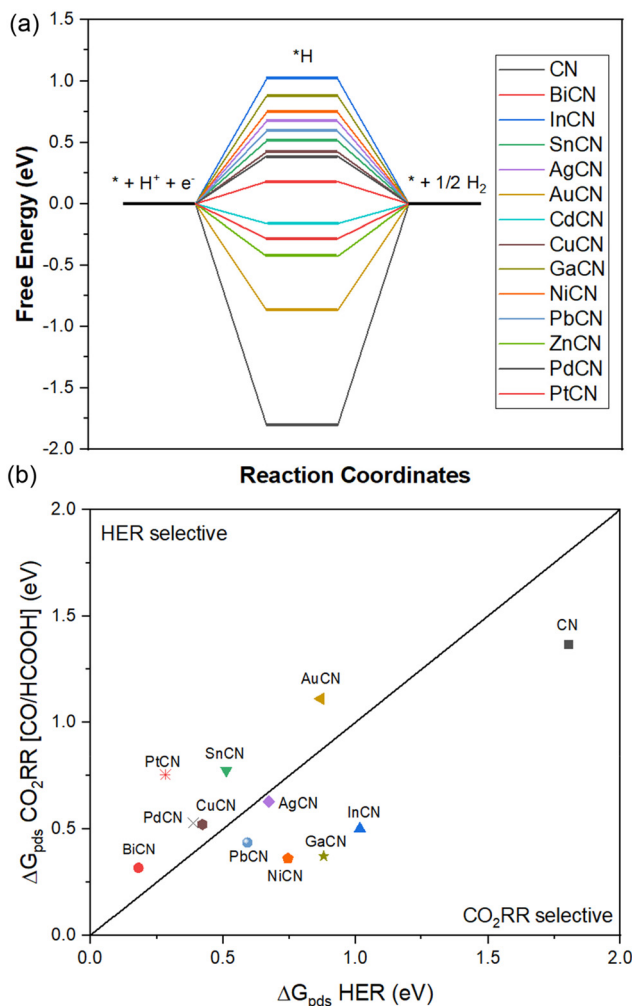 (a)
1.5
1.0
0.5
0.0
-0.5
-1.0
-1.5
-2.0
Free Energy (eV)
*H
* + H⁺ + e⁻
* + 1/2 H₂
CN
BiCN
InCN
SnCN
AgCN
AuCN
CdCN
CuCN
GaCN
NiCN
PbCN
ZnCN
PdCN
PtCN
Reaction Coordinates
(b)
2.0
1.5
1.0
0.5
0.0
ΔG_pds CO₂RR [CO/HCOOH] (eV)
HER selective
CN
AuCN
PtCN
SnCN
PdCN
CuCN
AgCN
InCN
BiCN
PbCN
NiCN
GaCN
CO₂RR selective
0.0 0.5 1.0 1.5 2.0
ΔG_pds HER (eV)